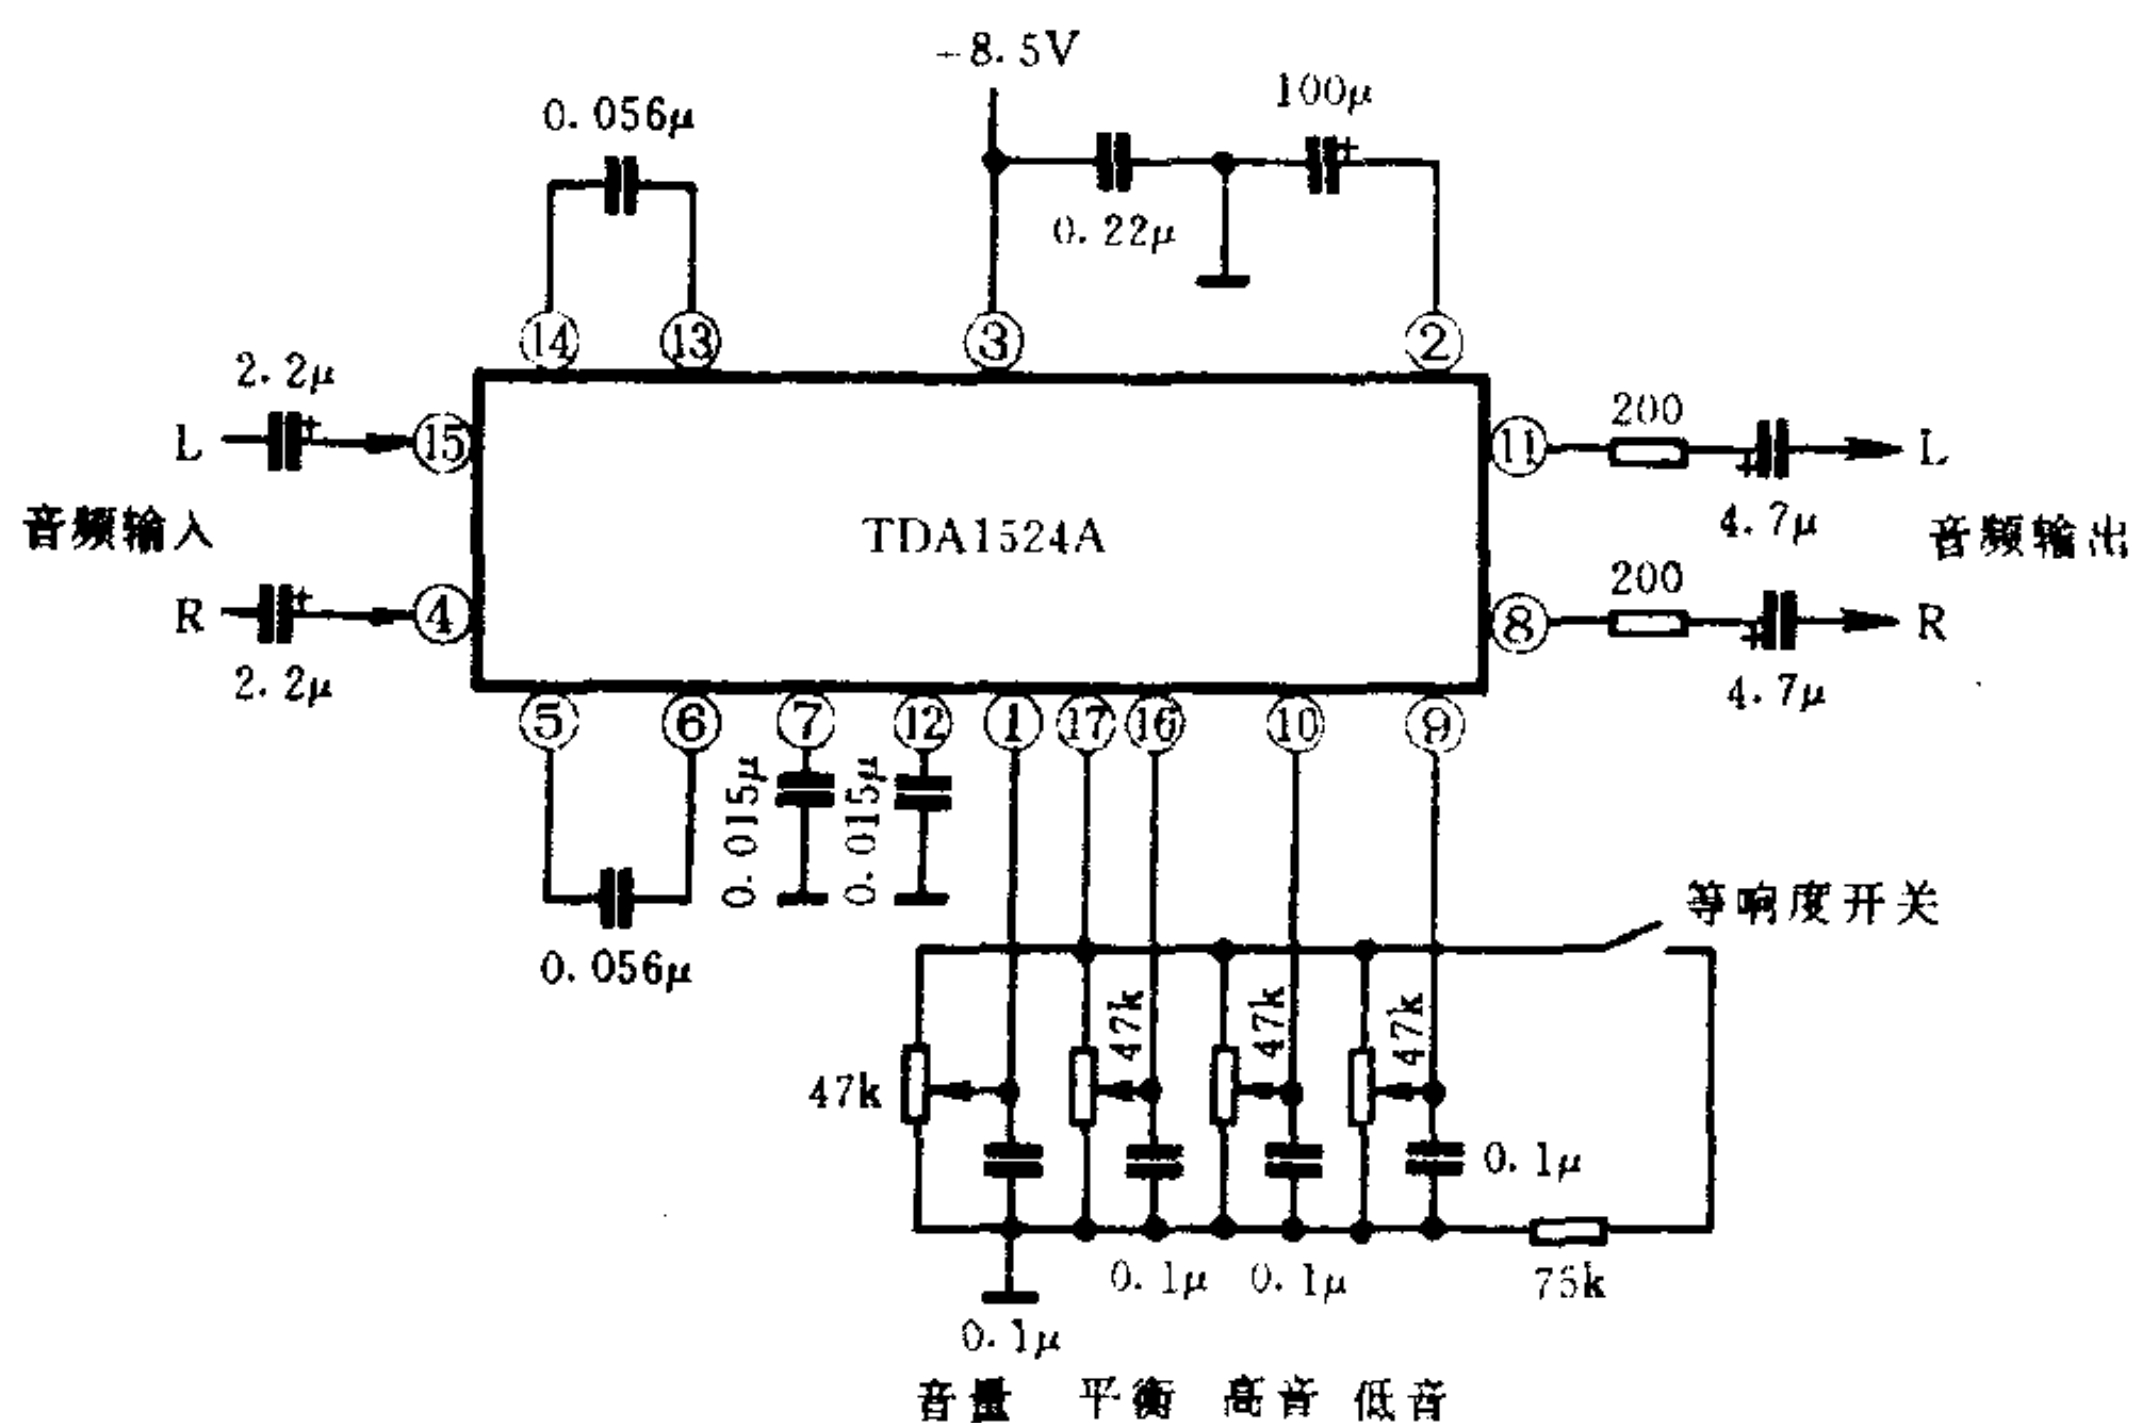 -8.5V
100μ
0.056μ
0.22μ
⑭
⑬
③
②
2.2μ
L
⑮
⑪
200
L
音频输入
TDA1524A
4.7μ
音频输出
R
④
⑧
200
R
2.2μ
4.7μ
⑤
⑥
⑦
⑫
①
⑰
⑯
⑩
⑨
0.015μ
0.015μ
等响度开关
0.056μ
47k
47k
47k
47k
0.1μ
0.1μ
0.1μ
0.1μ
音量
平衡
高音
低音